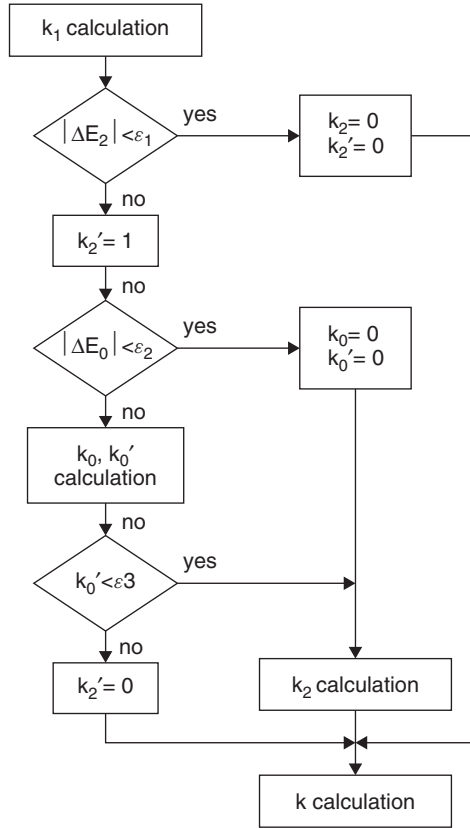 k₁ calculation
|ΔE₂| <ε₁
yes
k₂= 0
k₂′= 0
no
k₂′= 1
no
|ΔE₀| <ε₂
yes
k₀= 0
k₀′= 0
no
k₀, k₀′
calculation
no
k₀′<ε3
yes
no
k₂′= 0
k₂ calculation
k calculation